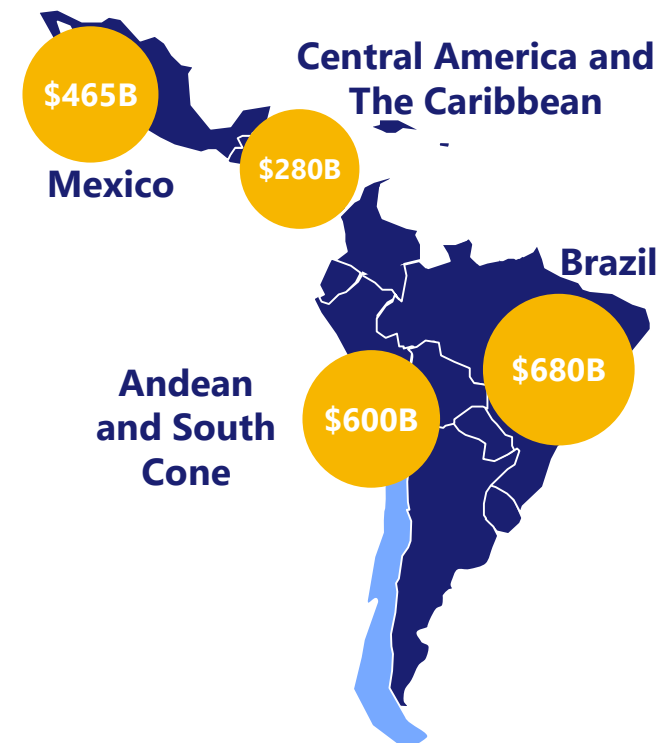 Central America and
The Caribbean
$465B
$280B
Mexico
Brazil
$680B
Andean
and South
Cone
$600B